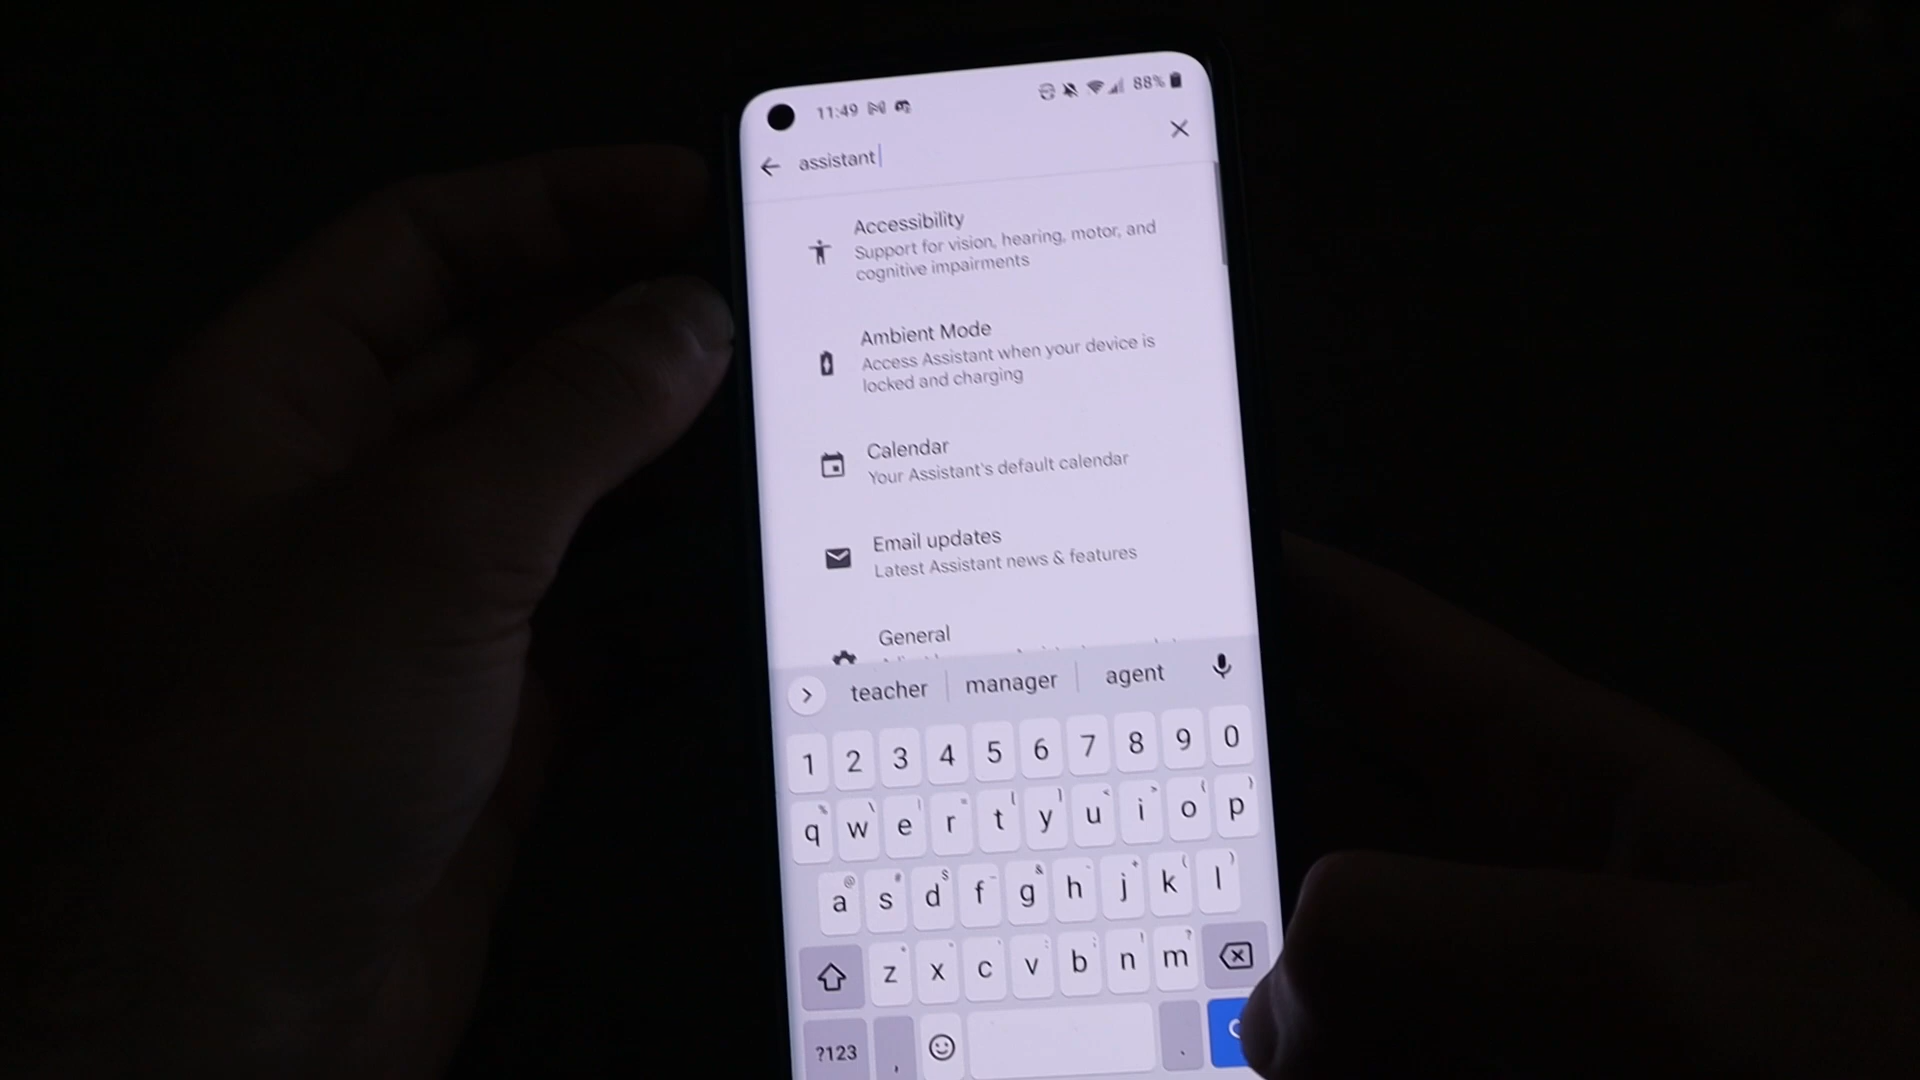 11:49 88%
assistant
Accessibility
Support for vision, hearing, motor, and
cognitive impairments
Ambient Mode
Access Assistant when your device is
locked and charging
Calendar
Your Assistant's default calendar
Email updates
Latest Assistant news & features
General
teacher manager agent
1 2 3 4 5 6 7 8 9 0
q w e r t y u i o p
a s d f g h j k l
z x c v b n m
?123 , .